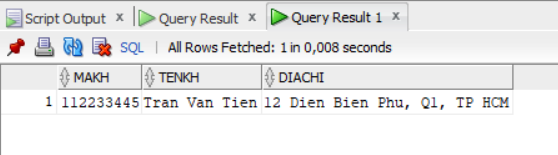 Script Output x Query Result x Query Result 1 x
SQL | All Rows Fetched: 1 in 0,008 seconds
MAKH TENKH DIACHI
1 112233445 Tran Van Tien 12 Dien Bien Phu, Q1, TP HCM